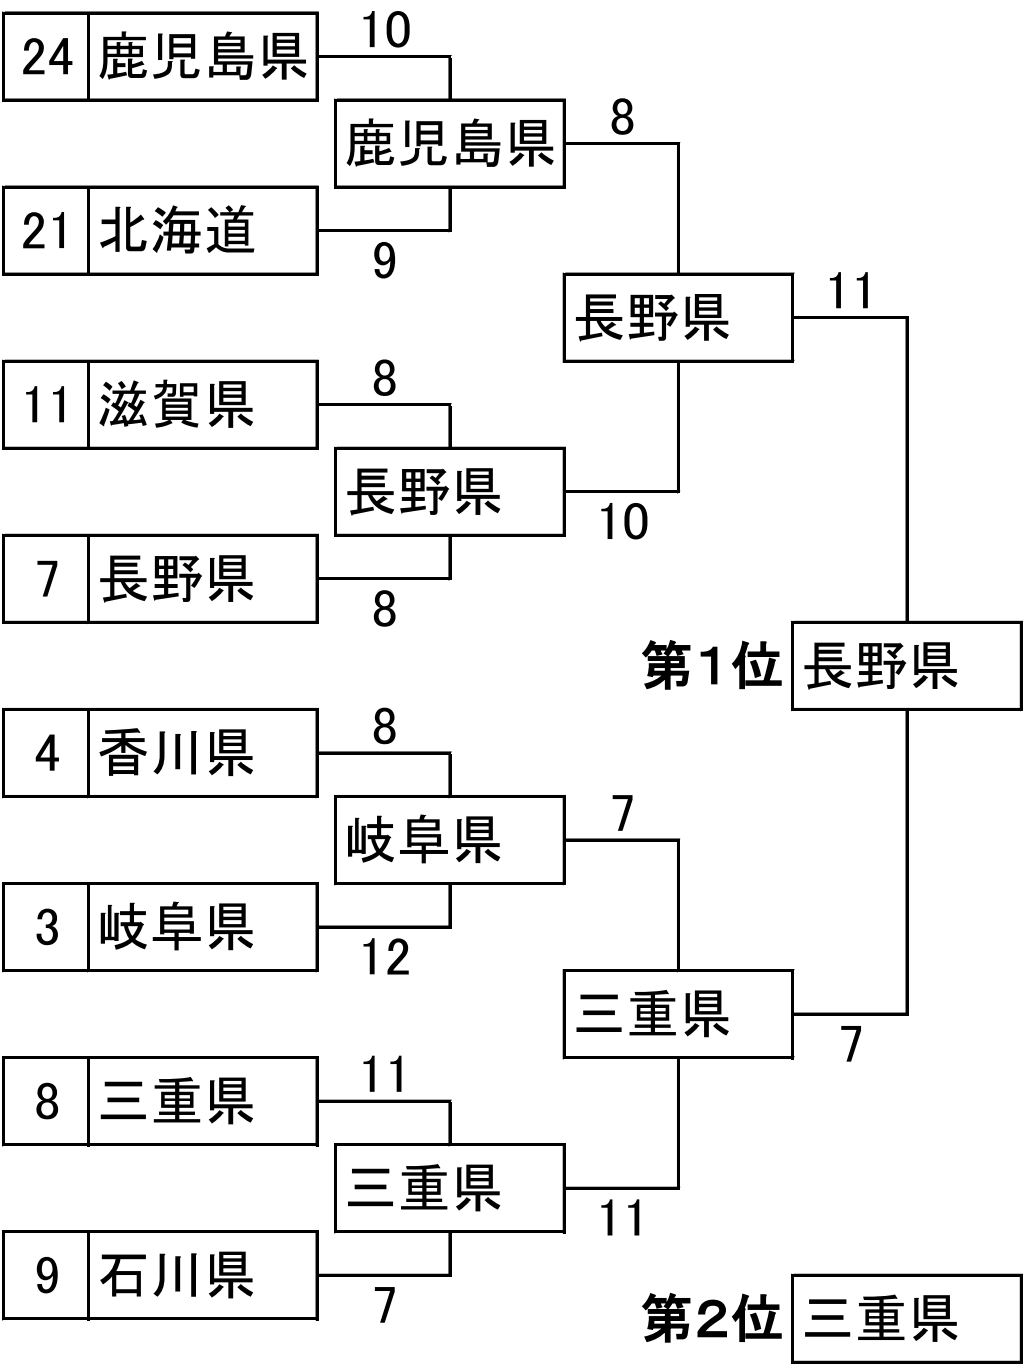 10
24 鹿児島県
鹿児島県
8
21 北海道
9
長野県
11
8
11 滋賀県
長野県
10
7 長野県
8
第1位 長野県
8
4 香川県
7
岐阜県
3 岐阜県
12
三重県
7
11
8 三重県
三重県
11
9 石川県
7
第2位 三重県